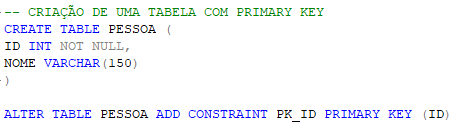 -- CRIAÇÃO DE UMA TABELA COM PRIMARY KEY
CREATE TABLE PESSOA (
ID INT NOT NULL,
NOME VARCHAR(150)
)
ALTER TABLE PESSOA ADD CONSTRAINT PK_ID PRIMARY KEY (ID)